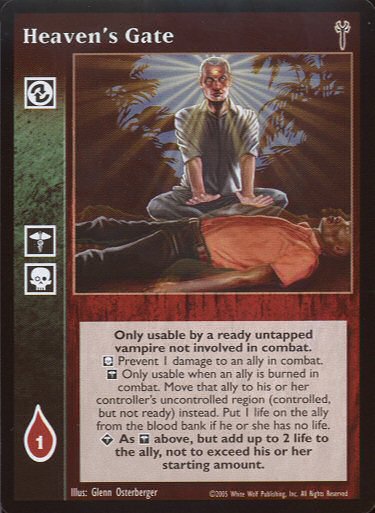 Heaven's Gate
Only usable by a ready untapped
vampire not involved in combat.
Prevent 1 damage to an ally in combat.
Only usable when an ally is burned in
combat. Move that ally to his or her
controller's uncontrolled region (controlled,
but not ready) instead. Put 1 life on the ally
from the blood bank if he or she has no life.
As above, but add up to 2 life to
the ally, not to exceed his or her
starting amount.
1
Illus: Glenn Osterberger ©2005 White Wolf Publishing, Inc. All Rights Reserved